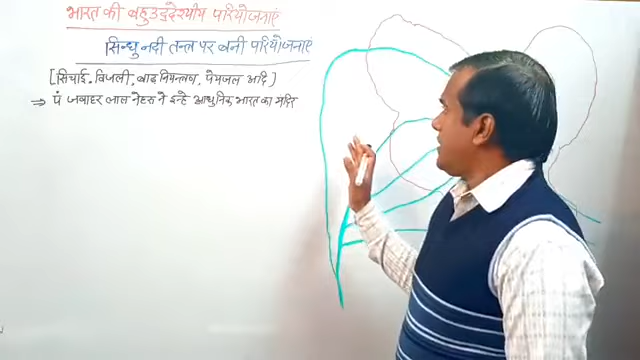 भारत की बहुउद्देश्यीय परियोजनाएं
सिन्धु नदी तन्त्र पर बनी परियोजनाएं
[सिचाई, बिजली, बाढ नियन्त्रण, पेयजल आदि]
⇒ पं जवाहर लाल नेहरु ने इन्हे आधुनिक भारत का मंदिर